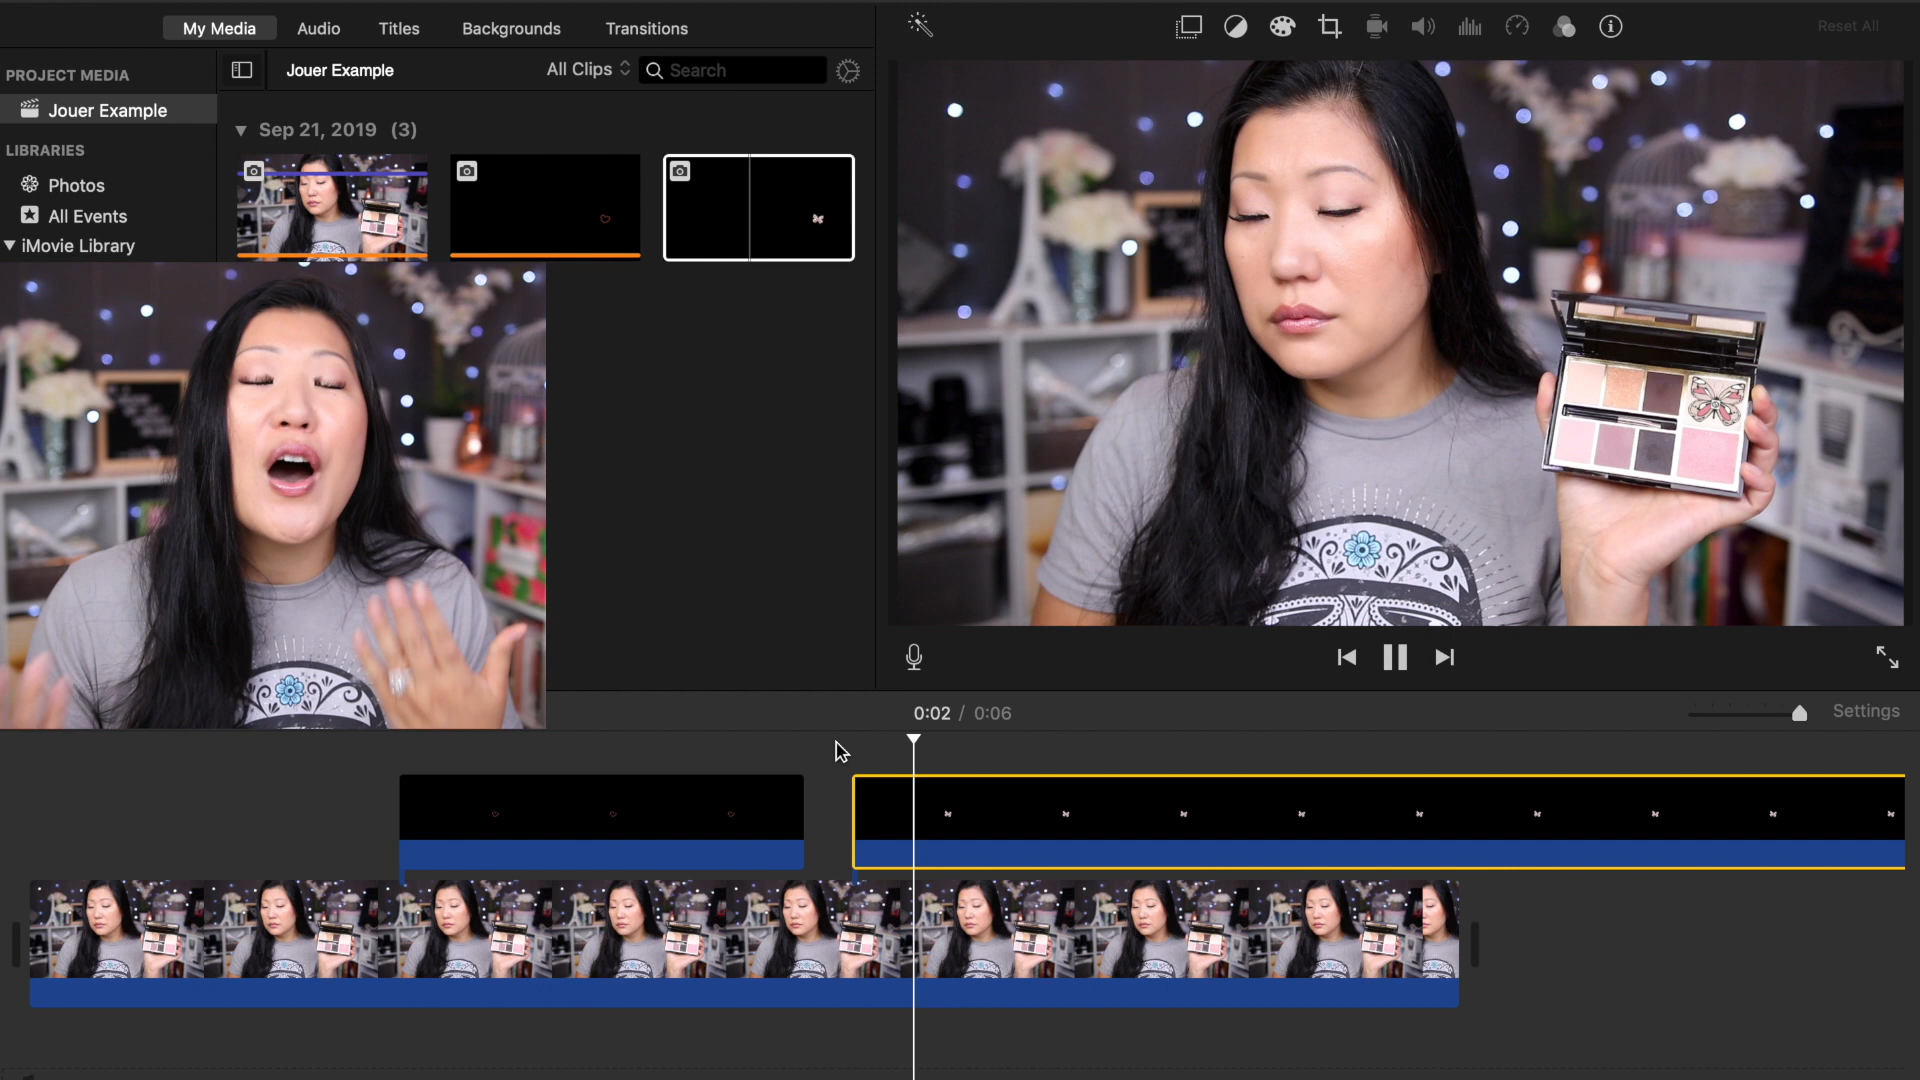 My Media
Audio
Titles
Backgrounds
Transitions
Reset All
PROJECT MEDIA
Jouer Example
All Clips
Search
Jouer Example
Sep 21, 2019 (3)
LIBRARIES
Photos
All Events
iMovie Library
0:02 / 0:06
Settings